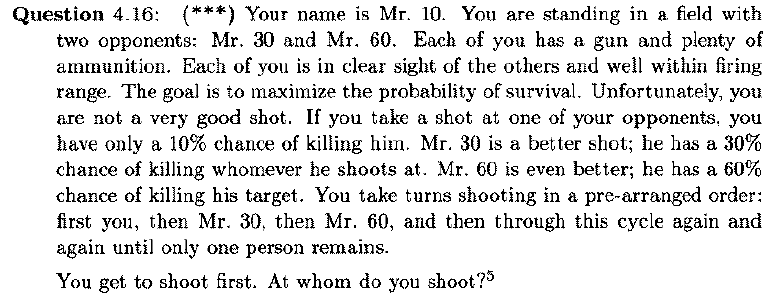 Question 4.16: (***) Your name is Mr. 10. You are standing in a field with
two opponents: Mr. 30 and Mr. 60. Each of you has a gun and plenty of
ammunition. Each of you is in clear sight of the others and well within firing
range. The goal is to maximize the probability of survival. Unfortunately, you
are not a very good shot. If you take a shot at one of your opponents, you
have only a 10% chance of killing him. Mr. 30 is a better shot; he has a 30%
chance of killing whomever he shoots at. Mr. 60 is even better; he has a 60%
chance of killing his target. You take turns shooting in a pre-arranged order:
first you, then Mr. 30, then Mr. 60, and then through this cycle again and
again until only one person remains.
You get to shoot first. At whom do you shoot?5